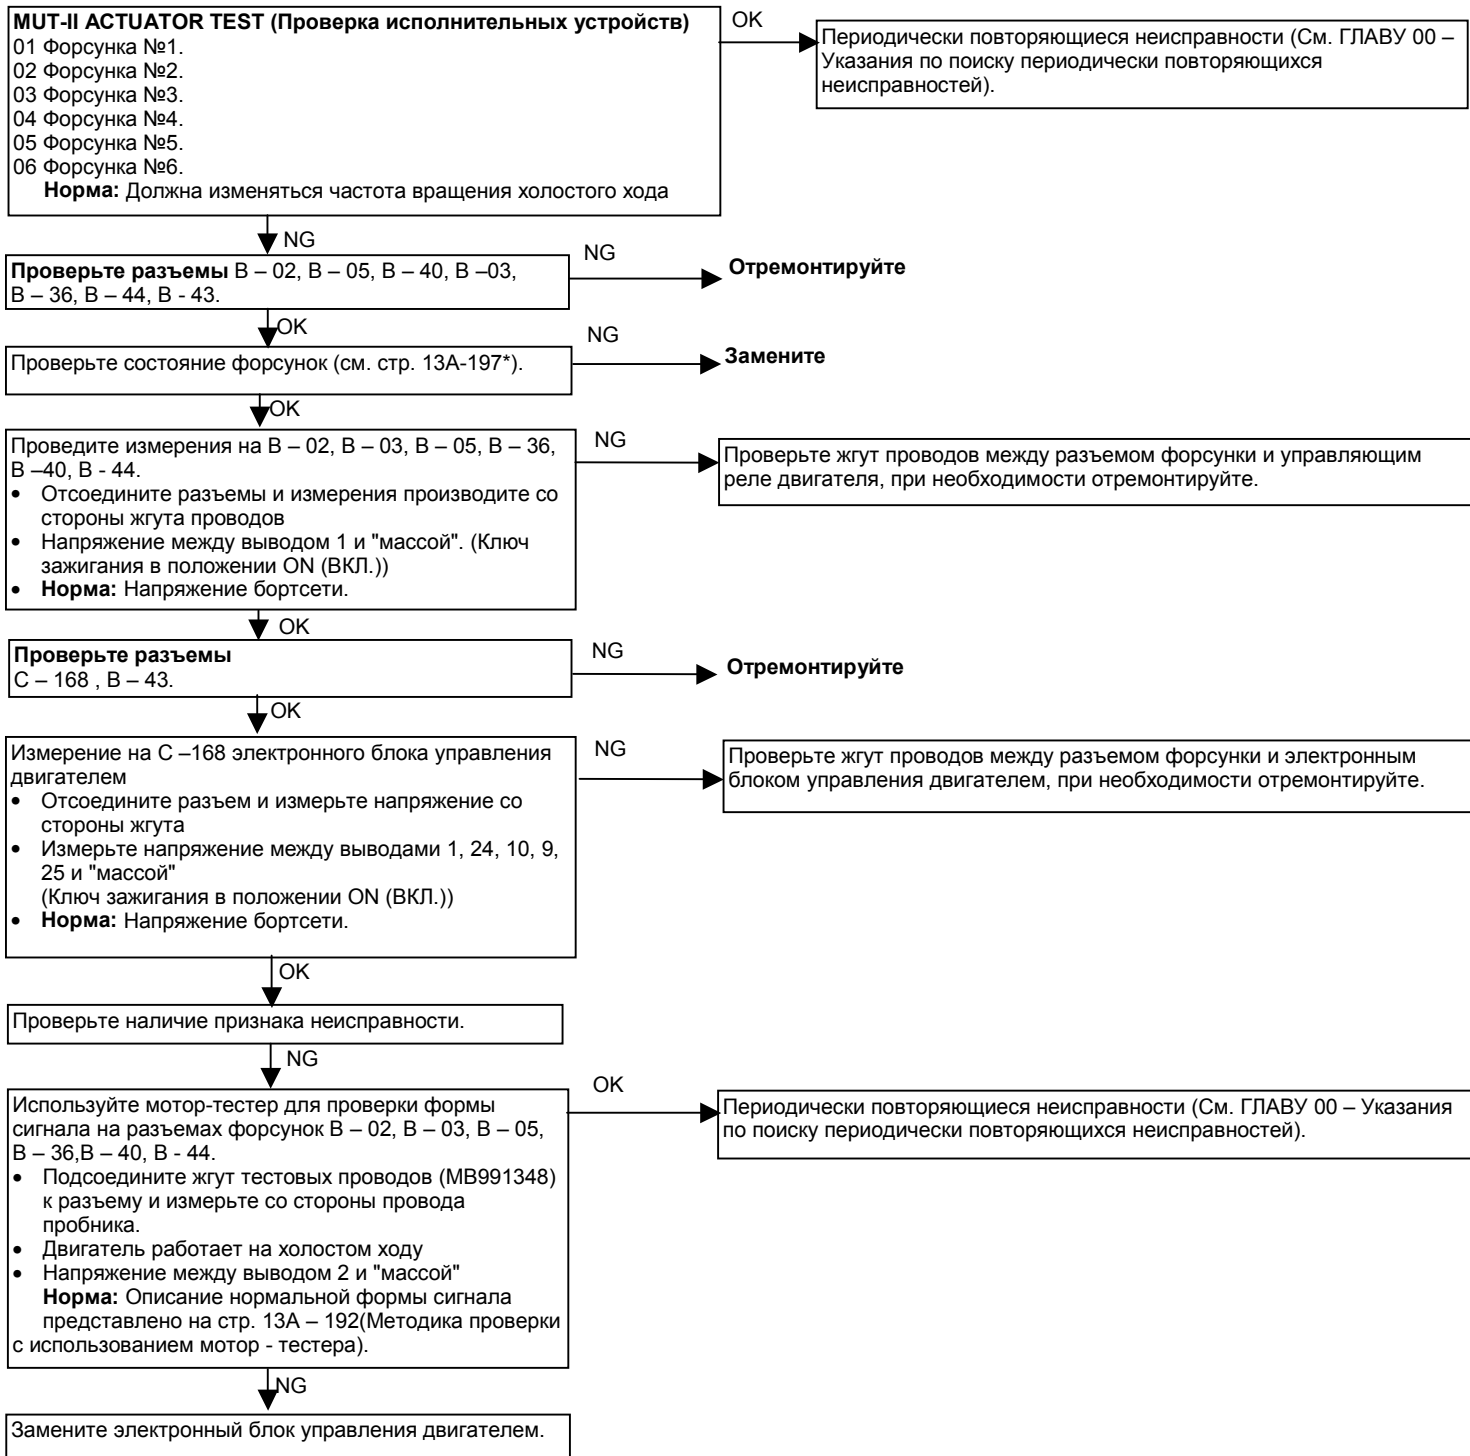 MUT-II ACTUATOR TEST (Проверка исполнительных устройств)
01 Форсунка №1.
02 Форсунка №2.
03 Форсунка №3.
04 Форсунка №4.
05 Форсунка №5.
06 Форсунка №6.
Норма: Должна изменяться частота вращения холостого хода
OK
Периодически повторяющиеся неисправности (См. ГЛАВУ 00 –
Указания по поиску периодически повторяющихся
неисправностей).
NG
Проверьте разъемы В – 02, В – 05, В – 40, В –03,
В – 36, В – 44, В - 43.
NG
Отремонтируйте
OK
Проверьте состояние форсунок (см. стр. 13А-197*).
NG
Замените
OK
Проведите измерения на В – 02, В – 03, В – 05, В – 36,
В –40, В - 44.
• Отсоедините разъемы и измерения производите со
стороны жгута проводов
• Напряжение между выводом 1 и "массой". (Ключ
зажигания в положении ON (ВКЛ.))
• Норма: Напряжение бортсети.
NG
Проверьте жгут проводов между разъемом форсунки и управляющим
реле двигателя, при необходимости отремонтируйте.
OK
Проверьте разъемы
С – 168 , В – 43.
NG
Отремонтируйте
OK
Измерение на С –168 электронного блока управления
двигателем
• Отсоедините разъем и измерьте напряжение со
стороны жгута
• Измерьте напряжение между выводами 1, 24, 10, 9,
25 и "массой"
(Ключ зажигания в положении ON (ВКЛ.))
• Норма: Напряжение бортсети.
NG
Проверьте жгут проводов между разъемом форсунки и электронным
блоком управления двигателем, при необходимости отремонтируйте.
OK
Проверьте наличие признака неисправности.
NG
Используйте мотор-тестер для проверки формы
сигнала на разъемах форсунок В – 02, В – 03, В – 05,
В – 36,В – 40, В - 44.
• Подсоедините жгут тестовых проводов (МВ991348)
к разъему и измерьте со стороны провода
пробника.
• Двигатель работает на холостом ходу
• Напряжение между выводом 2 и "массой"
Норма: Описание нормальной формы сигнала
представлено на стр. 13А – 192(Методика проверки
с использованием мотор - тестера).
OK
Периодически повторяющиеся неисправности (См. ГЛАВУ 00 – Указания
по поиску периодически повторяющихся неисправностей).
NG
Замените электронный блок управления двигателем.